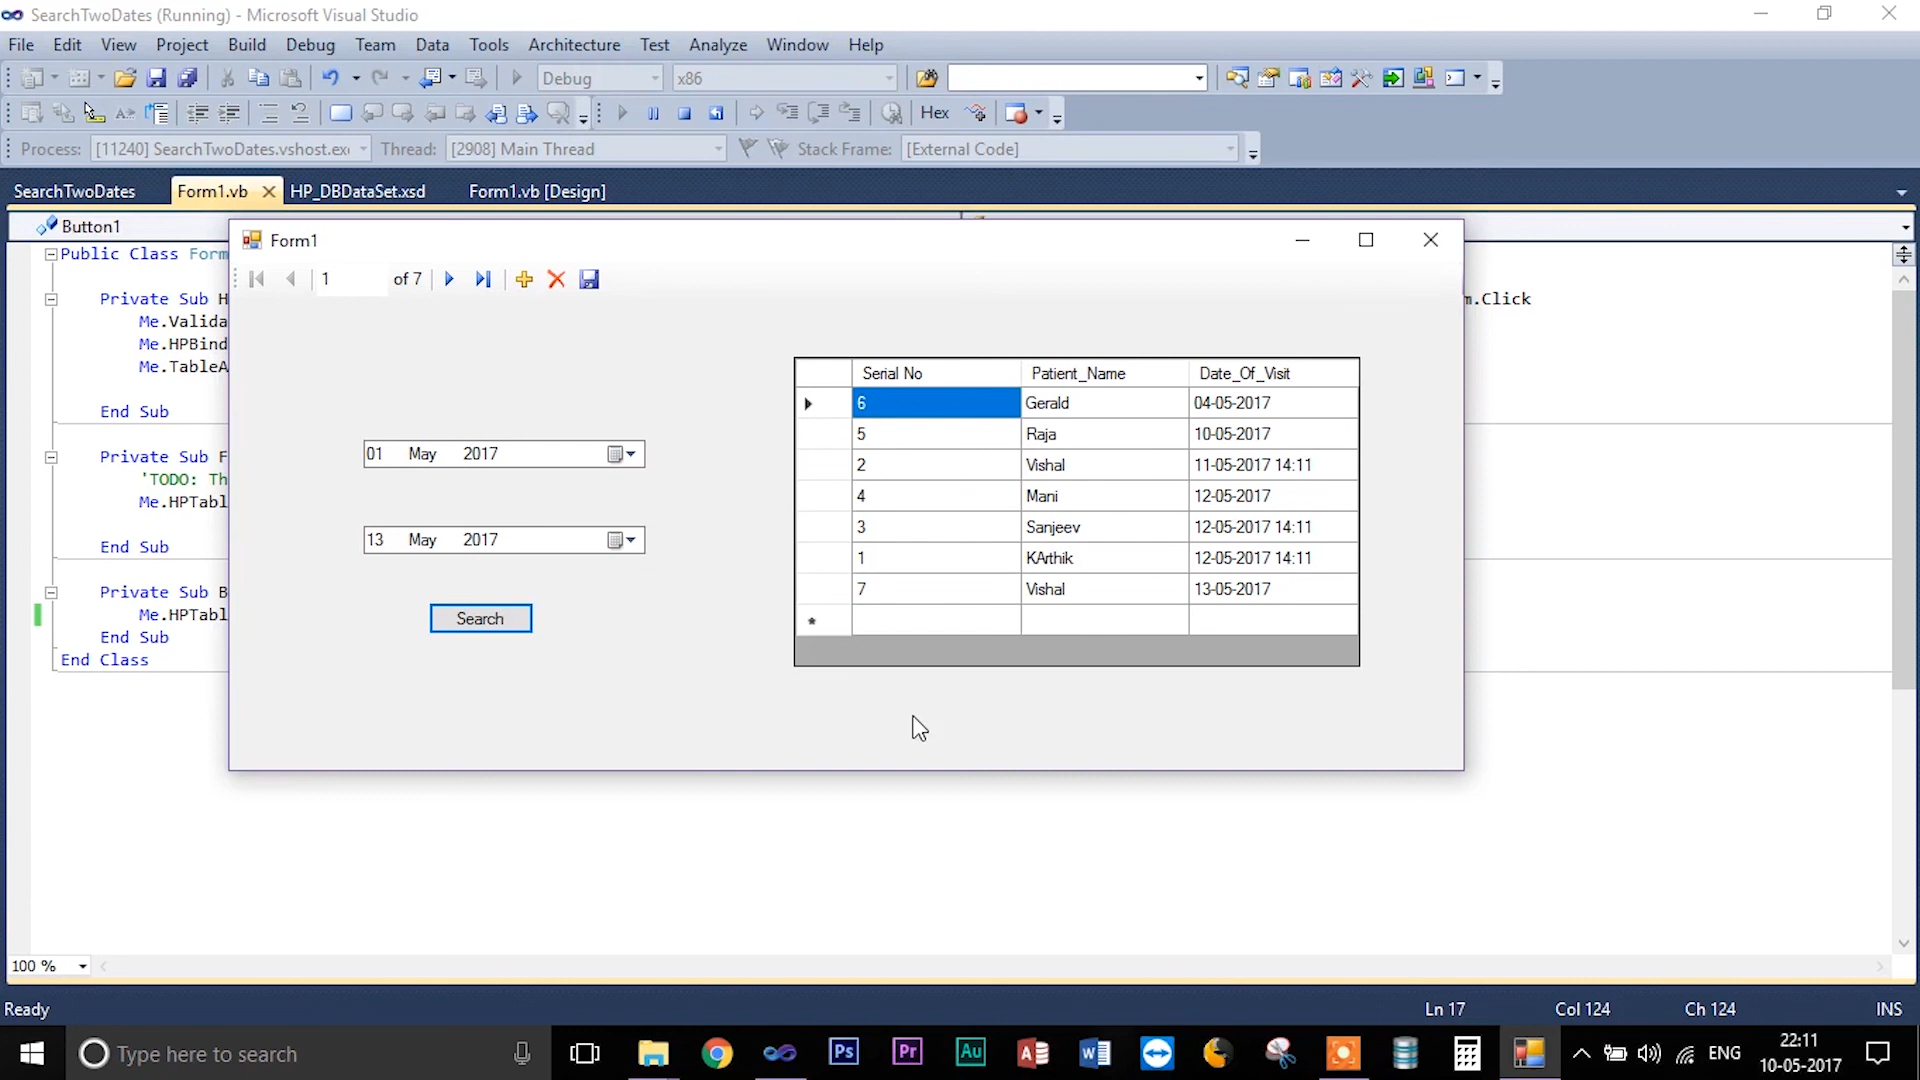 SearchTwoDates (Running) - Microsoft Visual Studio
File Edit View Project Build Debug Team Data Tools Architecture Test Analyze Window Help
Debug x86
Hex
Process: [11240] SearchTwoDates.vshost.exe Thread: [2908] Main Thread Stack Frame: [External Code]
SearchTwoDates Form1.vb HP_DBDataSet.xsd Form1.vb [Design]
Button1
Form1
1 of 7
Public Class Form
Private Sub H
m.Click
Me.Valida
Me.HPBind
Me.TableA
End Sub
Private Sub F
'TODO: Th
Me.HPTabl
End Sub
Private Sub B
Me.HPTabl
End Sub
End Class
01 May 2017
13 May 2017
Search
Serial No Patient_Name Date_Of_Visit
6 Gerald 04-05-2017
5 Raja 10-05-2017
2 Vishal 11-05-2017 14:11
4 Mani 12-05-2017
3 Sanjeev 12-05-2017 14:11
1 KArthik 12-05-2017 14:11
7 Vishal 13-05-2017
*
100 %
Ready Ln 17 Col 124 Ch 124 INS
Type here to search
Ps Pr Au
ENG
22:11
10-05-2017